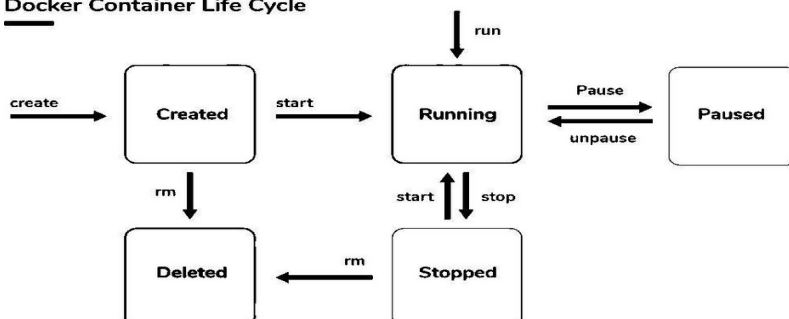 Docker Container Life Cycle
run
create
Created
start
Running
Pause
unpause
Paused
rm
start
stop
Deleted
rm
Stopped